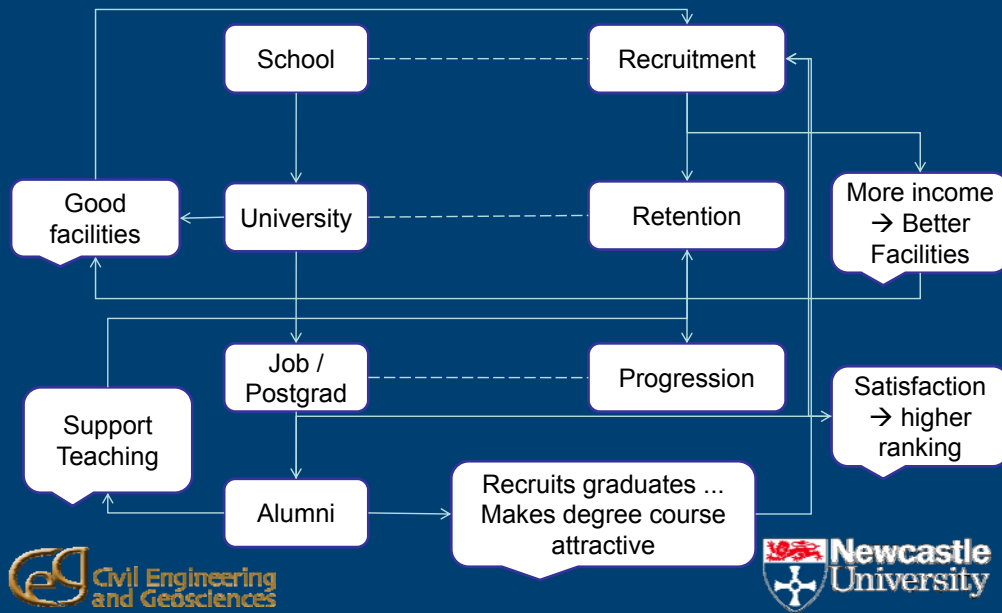 School
Recruitment
Good
facilities
University
Retention
More income
→ Better
Facilities
Job /
Postgrad
Progression
Satisfaction
→ higher
ranking
Support
Teaching
Alumni
Recruits graduates ...
Makes degree course
attractive
ceg
Civil Engineering
and Geosciences
Newcastle
University